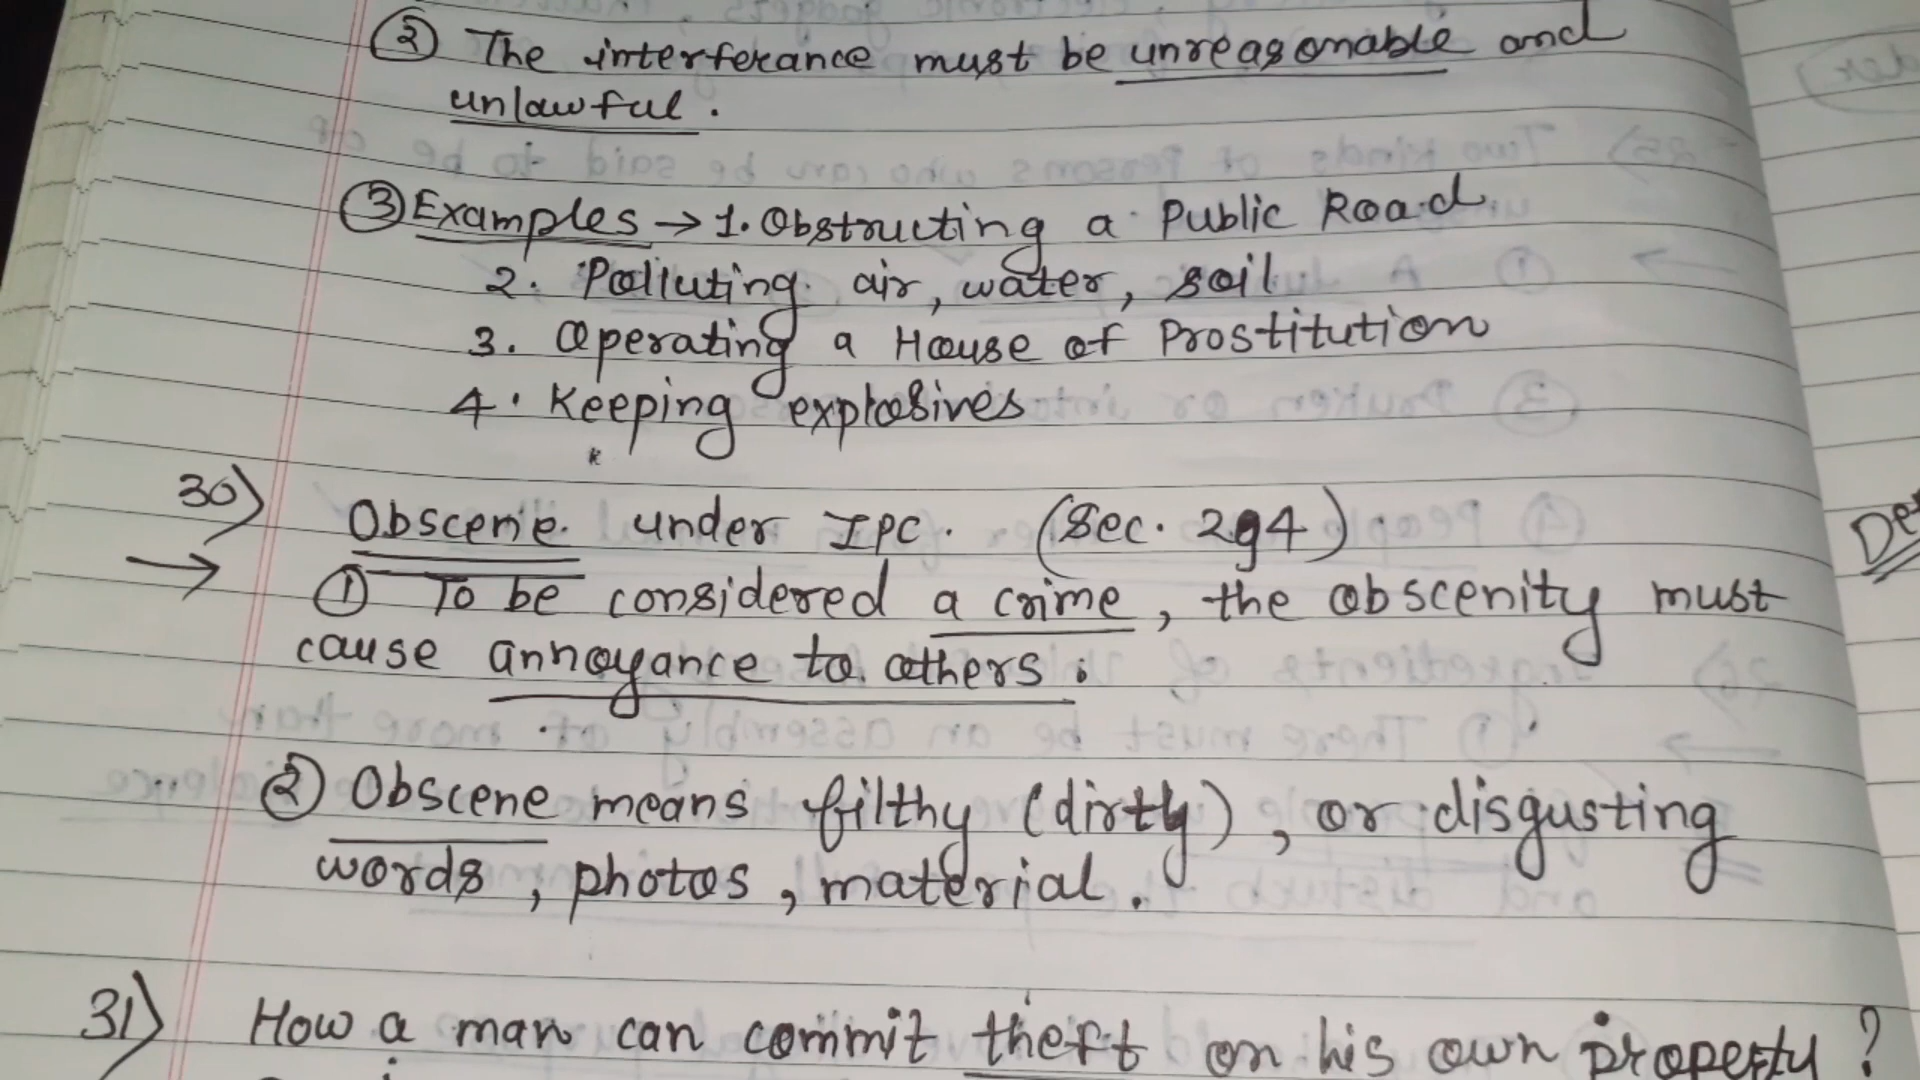 ② The interferance must be unreasonable and
unlawful.
③ Examples → 1. Obstructing a Public Road
2. Polluting air, water, soil
3. Operating a House of Prostitution
4. Keeping explosives
30) Obscene under IPC. (Sec. 294)
→ ① To be considered a crime, the obscenity must
cause annoyance to others.
② Obscene means filthy (dirty), or disgusting
words, photos, material.
31) How a man can commit theft on his own property?